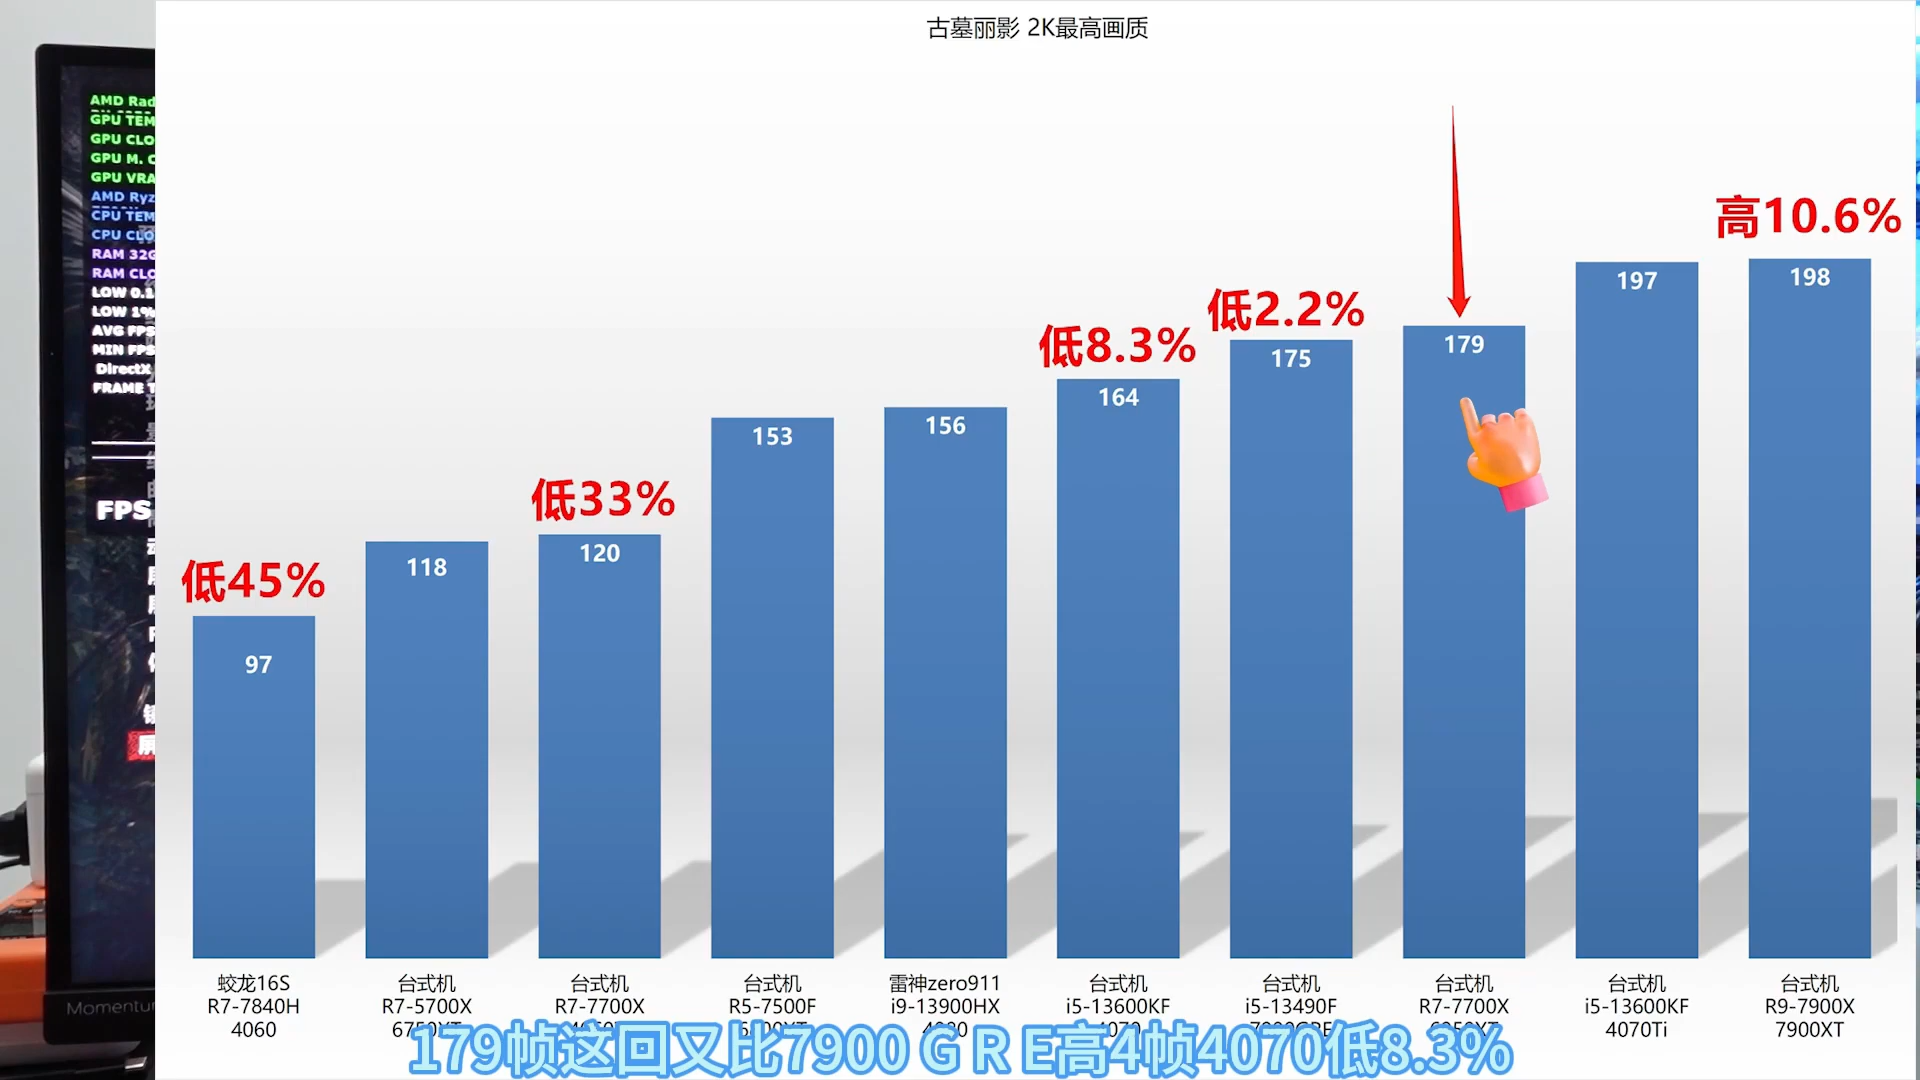 古墓丽影 2K最高画质
AMD Rad
GPU TEM
GPU CLO
GPU M. C
GPU VRA
AMD Ryz
CPU TEM
CPU CLO
RAM 32G
RAM CLO
LOW 0.1
LOW 1%
AVG FPS
MIN FPS
DirectX
FRAME T
FPS
Momentu
低45%
低33%
低8.3%
低2.2%
高10.6%
97
118
120
153
156
164
175
179
197
198
蛟龙16S
R7-7840H
4060
台式机
R7-5700X
台式机
R7-7700X
台式机
R5-7500F
雷神zero911
i9-13900HX
台式机
i5-13600KF
台式机
i5-13490F
台式机
R7-7700X
台式机
i5-13600KF
4070Ti
台式机
R9-7900X
7900XT
179帧这回又比7900 G R E高4帧4070低8.3%